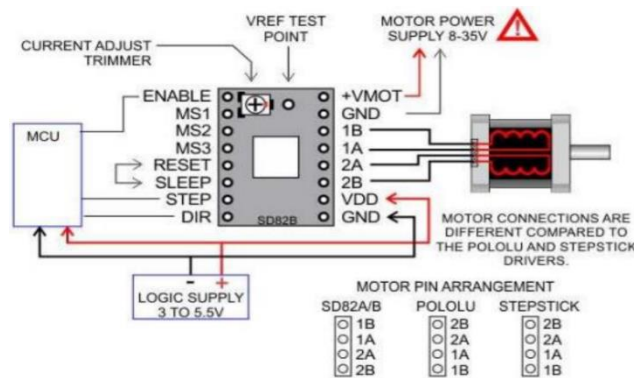 CURRENT ADJUST
TRIMMER
VREF TEST
POINT
MOTOR POWER
SUPPLY 8-35V
ENABLE
MS1
MS2
MS3
RESET
SLEEP
STEP
DIR
+VMOT
GND
1B
1A
2A
2B
VDD
GND
SD82B
MCU
- +
LOGIC SUPPLY
3 TO 5.5V
MOTOR CONNECTIONS ARE
DIFFERENT COMPARED TO
THE POLOLU AND STEPSTICK
DRIVERS.
MOTOR PIN ARRANGEMENT
SD82A/B
1B
1A
2A
2B
POLOLU
2B
2A
1A
1B
STEPSTICK
2B
2A
1A
1B